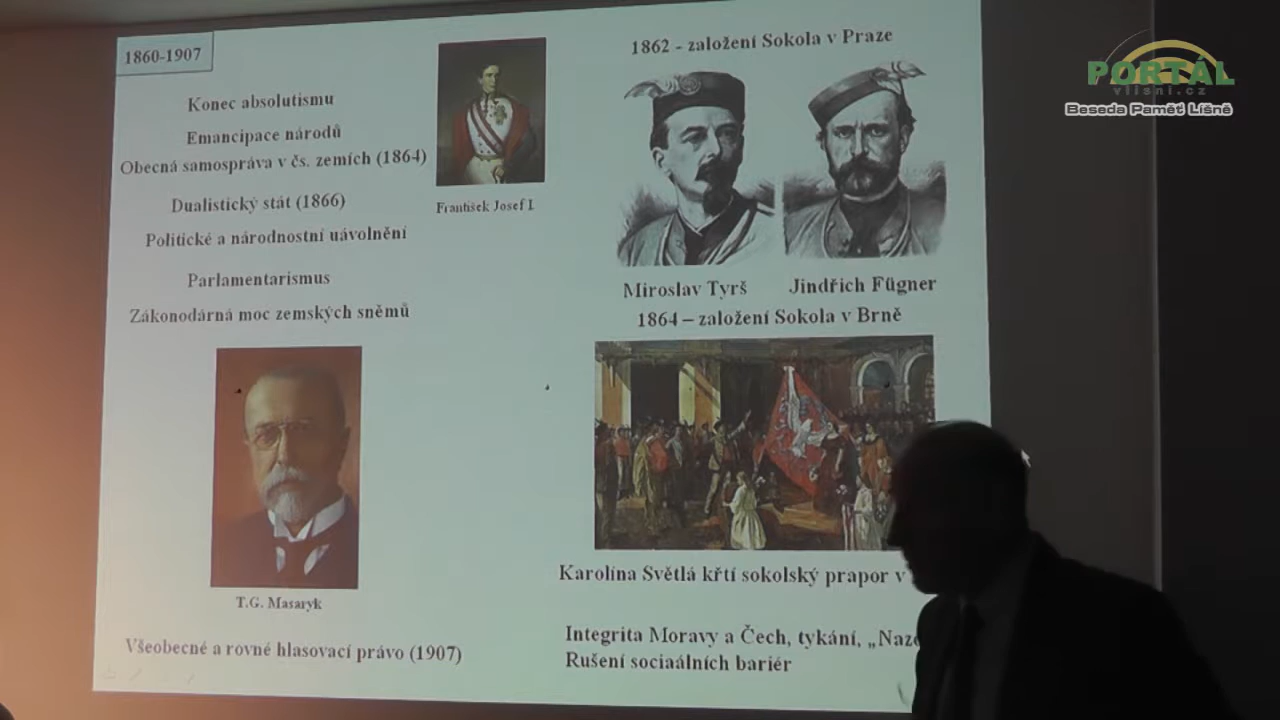 1860-1907
Konec absolutismu
Emancipace národů
Obecná samospráva v čs. zemích (1864)
Dualistický stát (1866)
Politické a národnostní uávolnění
Parlamentarismus
Zákonodárná moc zemských sněmů
František Josef I
T.G. Masaryk
Všeobecné a rovné hlasovací právo (1907)
1862 - založení Sokola v Praze
Miroslav Tyrš
Jindřich Fügner
1864 – založení Sokola v Brně
Karolína Světlá křtí sokolský prapor v
Integrita Moravy a Čech, tykání,
Rušení sociaálních bariér
PORTÁL
vlisni.cz
Beseda Paměť Líšně